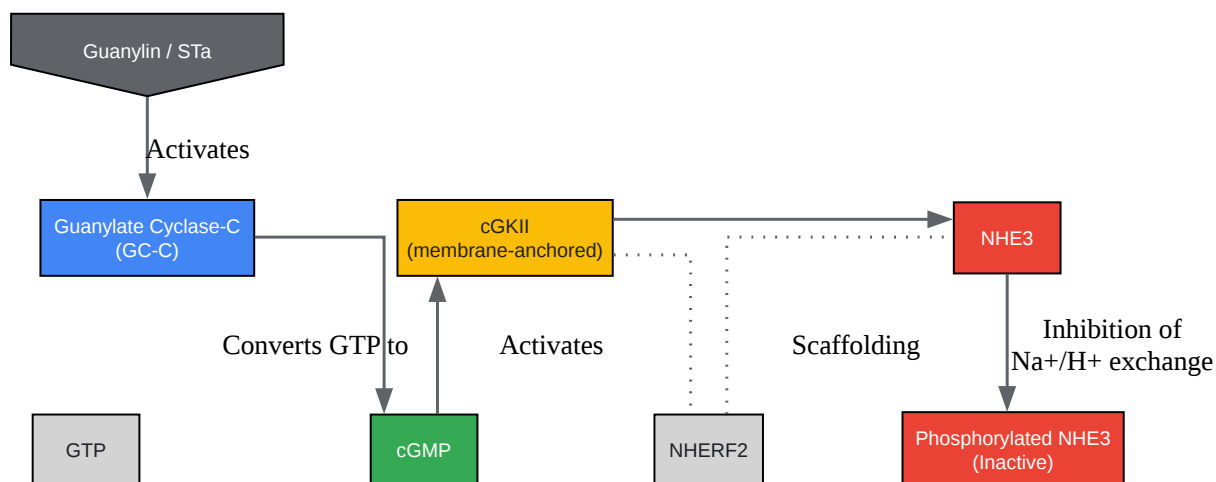 Guanylin / STa
Activates
Guanylate Cyclase-C
(GC-C)
cGKII
(membrane-anchored)
NHE3
Converts GTP to
Activates
Scaffolding
Inhibition of
Na+/H+ exchange
GTP
cGMP
NHERF2
Phosphorylated NHE3
(Inactive)